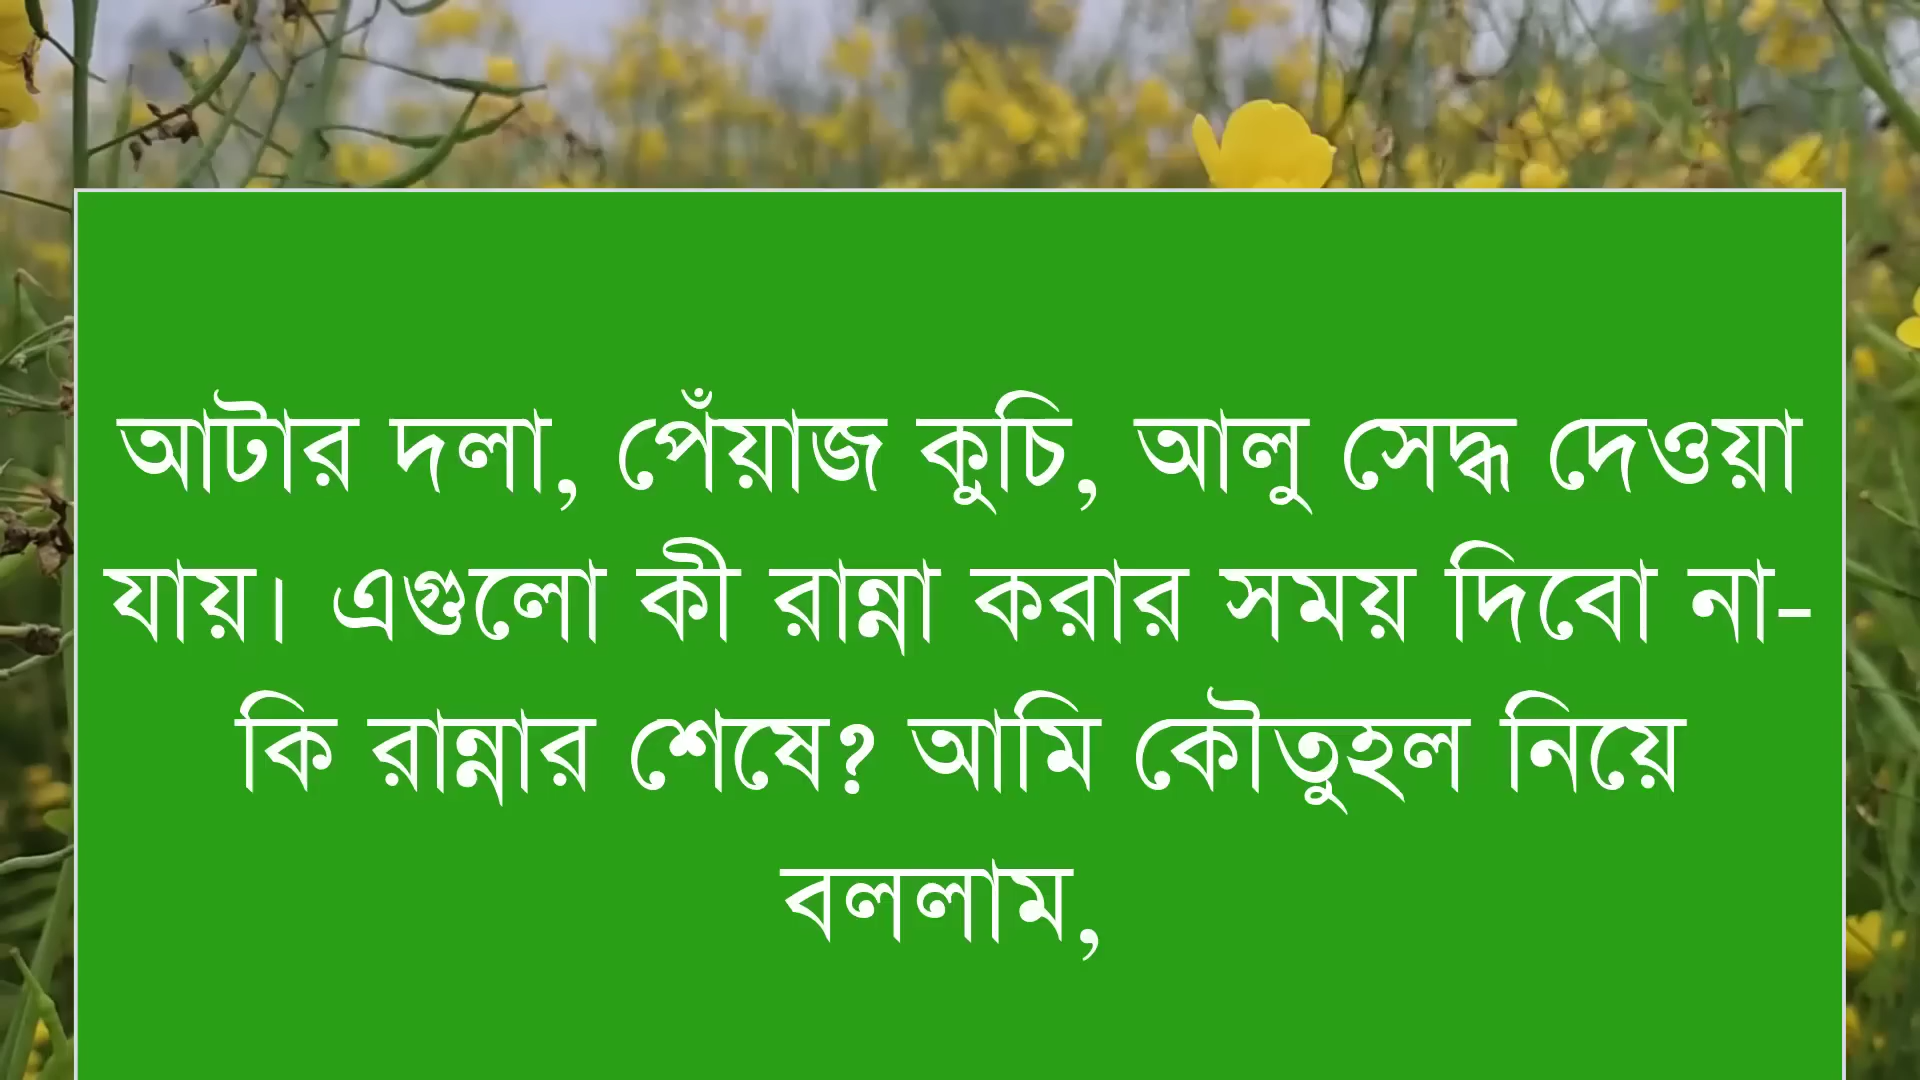 আটার দলা, পেঁয়াজ কুচি, আলু সেদ্ধ দেওয়া
যায়। এগুলো কী রান্না করার সময় দিবো না-
কি রান্নার শেষে? আমি কৌতুহল নিয়ে
বললাম,